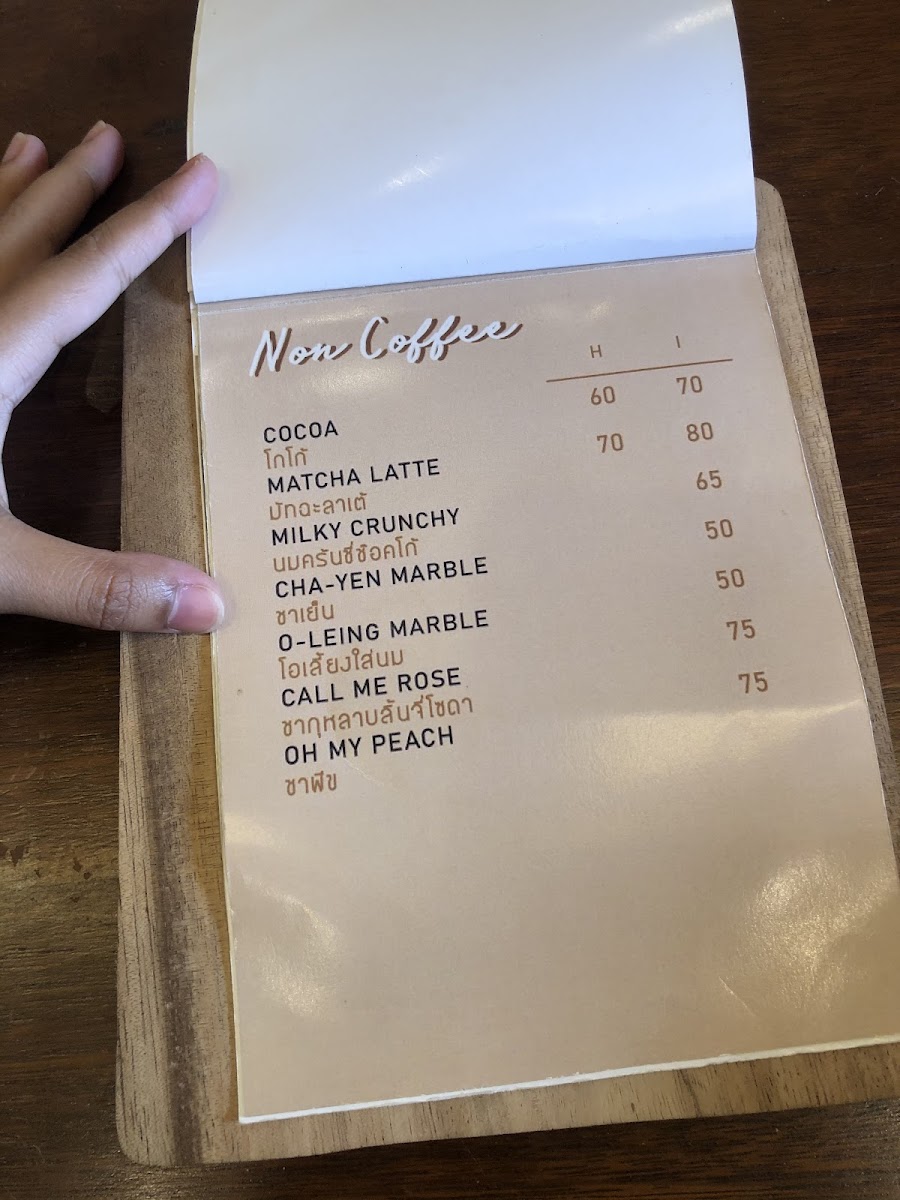 Non Coffee
H I
COCOA 60 70
โกโก้
MATCHA LATTE 70 80
มัทฉะลาเต้
MILKY CRUNCHY 65
นมครันชี่ช๊อคโก้
CHA-YEN MARBLE 50
ชาเย็น
O-LEING MARBLE 50
โอเลี้ยงใส่นม
CALL ME ROSE 75
ชากุหลาบลิ้นจี่โซดา
OH MY PEACH 75
ชาพีช